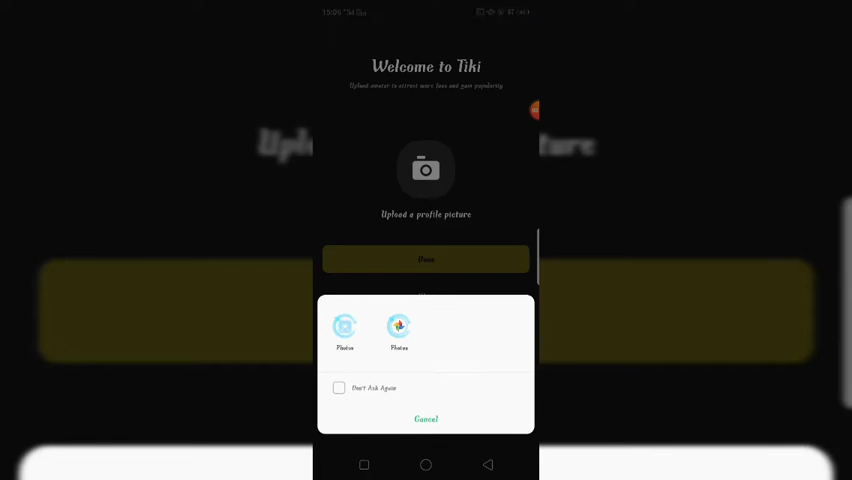 Welcome to Tiki
Upload avatar to attract more fans and gain popularity
Upload a profile picture
Done
Photos
Photos
Don't Ask Again
Cancel